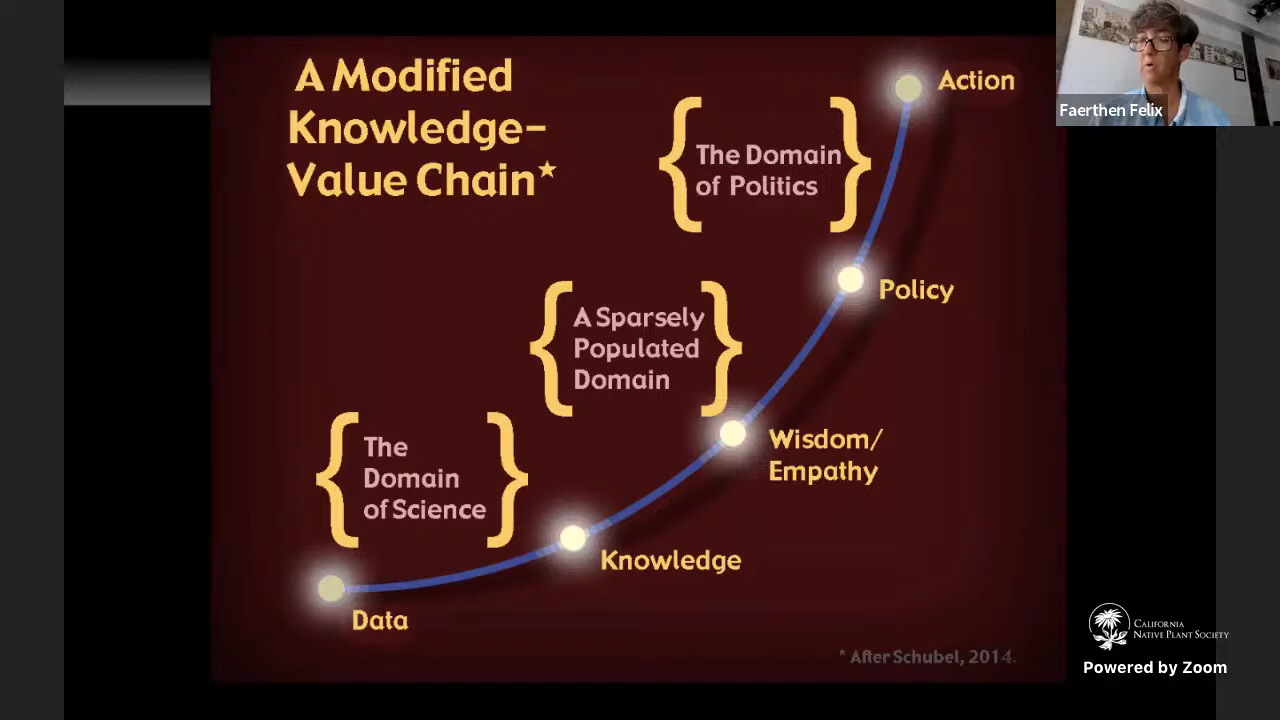 A Modified
Knowledge-
Value Chain*
Action
Faerthen Felix
The Domain
of Politics
Policy
A Sparsely
Populated
Domain
Wisdom/
Empathy
The
Domain
of Science
Knowledge
Data
* After Schubel, 2014.
CALIFORNIA
NATIVE PLANT SOCIETY
Powered by Zoom